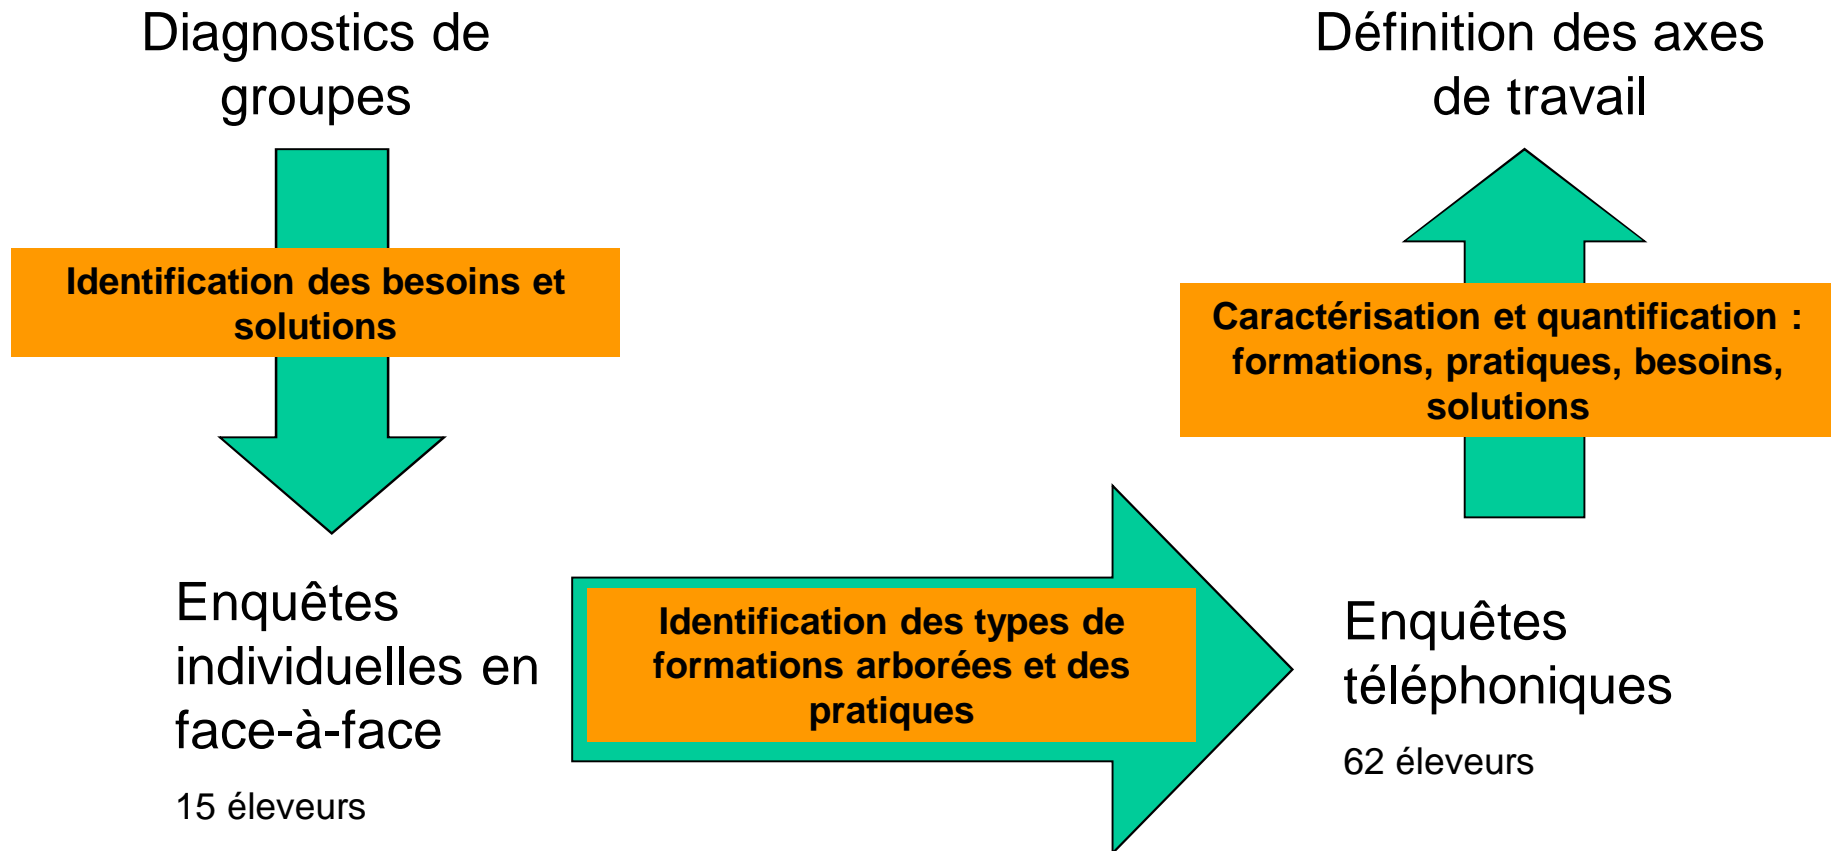 Diagnostics de
groupes
Identification des besoins et
solutions
Enquêtes
individuelles en
face-à-face
15 éleveurs
Identification des types de
formations arborées et des
pratiques
Enquêtes
téléphoniques
62 éleveurs
Caractérisation et quantification :
formations, pratiques, besoins,
solutions
Définition des axes
de travail